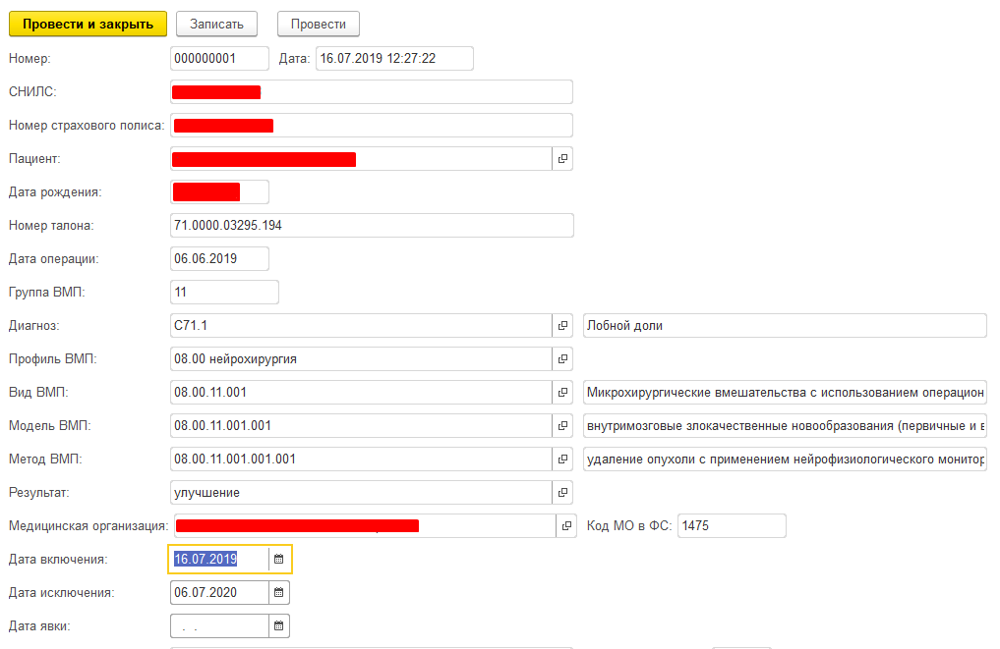 Провести и закрыть Записать Провести
Номер: 000000001 Дата: 16.07.2019 12:27:22
СНИЛС:
Номер страхового полиса:
Пациент:
Дата рождения:
Номер талона: 71.0000.03295.194
Дата операции: 06.06.2019
Группа ВМП: 11
Диагноз: C71.1 Лобной доли
Профиль ВМП: 08.00 нейрохирургия
Вид ВМП: 08.00.11.001 Микрохирургические вмешательства с использованием операцион
Модель ВМП: 08.00.11.001.001 внутримозговые злокачественные новообразования (первичные и в
Метод ВМП: 08.00.11.001.001.001 удаление опухоли с применением нейрофизиологического монитор
Результат: улучшение
Медицинская организация: Код МО в ФС: 1475
Дата включения: 16.07.2019
Дата исключения: 06.07.2020
Дата явки: . .